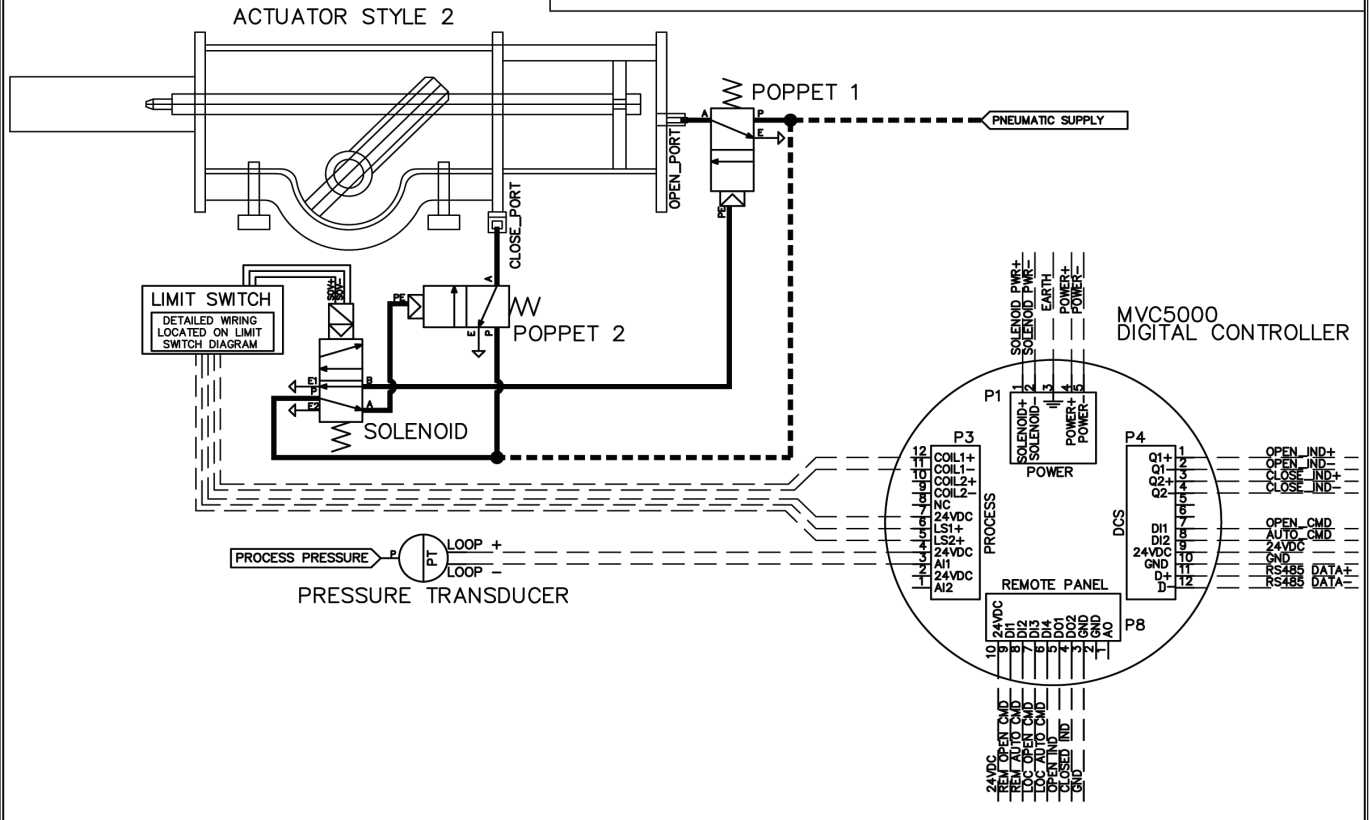 ACTUATOR STYLE 2
POPPET 1
A
P
E
PE
PNEUMATIC SUPPLY
OPEN_PORT
CLOSE_PORT
A
PE
E
P
POPPET 2
SOV+
SOV-
LIMIT SWITCH
DETAILED WIRING
LOCATED ON LIMIT
SWITCH DIAGRAM
E1
P
E2
B
A
SOLENOID
PROCESS PRESSURE
P
PT
LOOP +
LOOP -
PRESSURE TRANSDUCER
MVC5000
DIGITAL CONTROLLER
SOLENOID PWR+
SOLENOID PWR-
EARTH
POWER+
POWER-
P1
1
2
3
4
5
SOLENOID+
SOLENOID-
POWER+
POWER-
POWER
P3
12 COIL1+
11 COIL1-
10 COIL2+
9 COIL2-
8 NC
7 24VDC
6 LS1+
5 LS2+
4 24VDC
3 AI1
2 24VDC
1 AI2
PROCESS
P4
DCS
Q1+ 1 OPEN_IND+
Q1- 2 OPEN_IND-
Q2+ 3 CLOSE_IND+
Q2- 4 CLOSE_IND-
5
6
DI1 7 OPEN_CMD
DI2 8 AUTO_CMD
24VDC 9 24VDC
GND 10 GND
D+ 11 RS485 DATA+
D- 12 RS485 DATA-
REMOTE PANEL
P8
24VDC
DI1
DI2
DI3
DI4
DO1
DO2
GND
GND
AO
10
9
8
7
6
5
4
3
2
1
24VDC
REM OPEN CMD
REM AUTO CMD
LOC OPEN CMD
LOC AUTO CMD
OPEN IND
CLOSED IND
GND